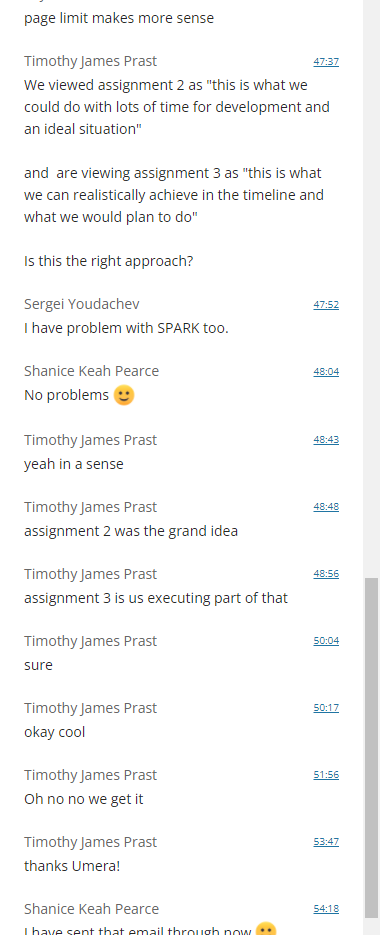 page limit makes more sense
Timothy James Prast 47:37
We viewed assignment 2 as "this is what we
could do with lots of time for development and
an ideal situation"
and  are viewing assignment 3 as "this is what
we can realistically achieve in the timeline and
what we would plan to do"
Is this the right approach?
Sergei Youdachev 47:52
I have problem with SPARK too.
Shanice Keah Pearce 48:04
No problems 🙂
Timothy James Prast 48:43
yeah in a sense
Timothy James Prast 48:48
assignment 2 was the grand idea
Timothy James Prast 48:56
assignment 3 is us executing part of that
Timothy James Prast 50:04
sure
Timothy James Prast 50:17
okay cool
Timothy James Prast 51:56
Oh no no we get it
Timothy James Prast 53:47
thanks Umera!
Shanice Keah Pearce 54:18
I have sent that email through now 🙂